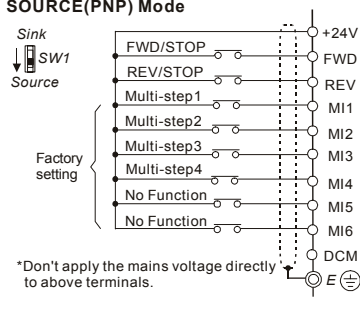 SOURCE(PNP) Mode
Sink
SW1
Source
+24V
FWD/STOP
FWD
REV/STOP
REV
Multi-step1
MI1
Multi-step2
MI2
Multi-step3
MI3
Multi-step4
MI4
No Function
MI5
No Function
MI6
Factory
setting
DCM
*Don't apply the mains voltage directly
to above terminals.
E